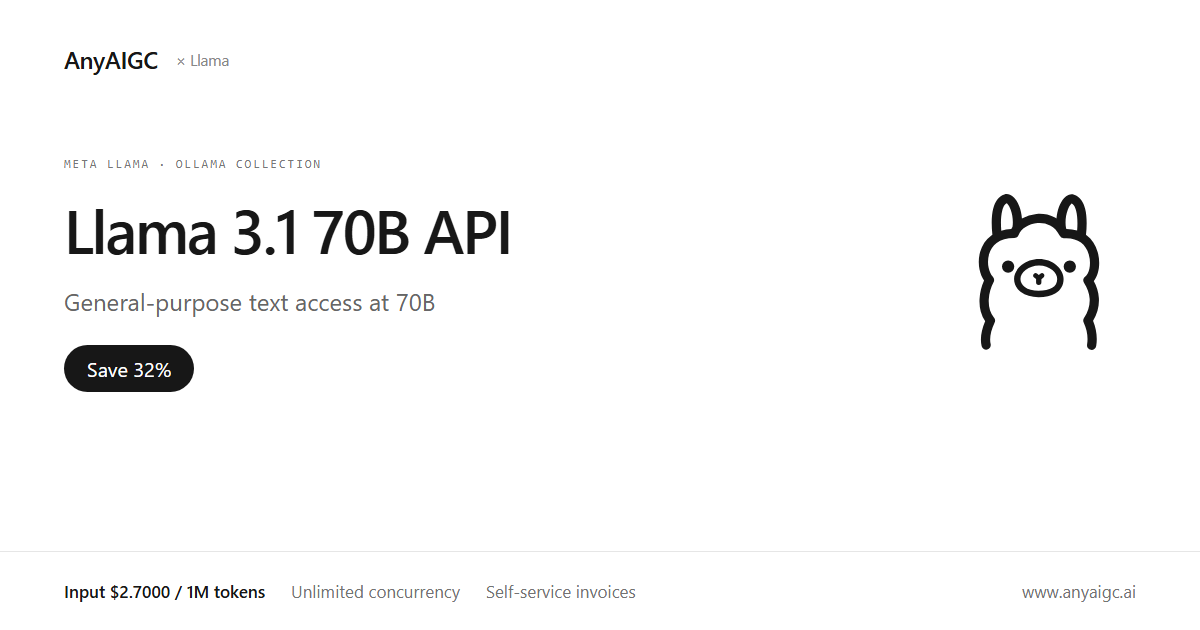 AnyAIGC × Llama
META LLAMA · OLLAMA COLLECTION
Llama 3.1 70B API
General-purpose text access at 70B
Save 32%
Input $2.7000 / 1M tokens Unlimited concurrency Self-service invoices www.anyaigc.ai